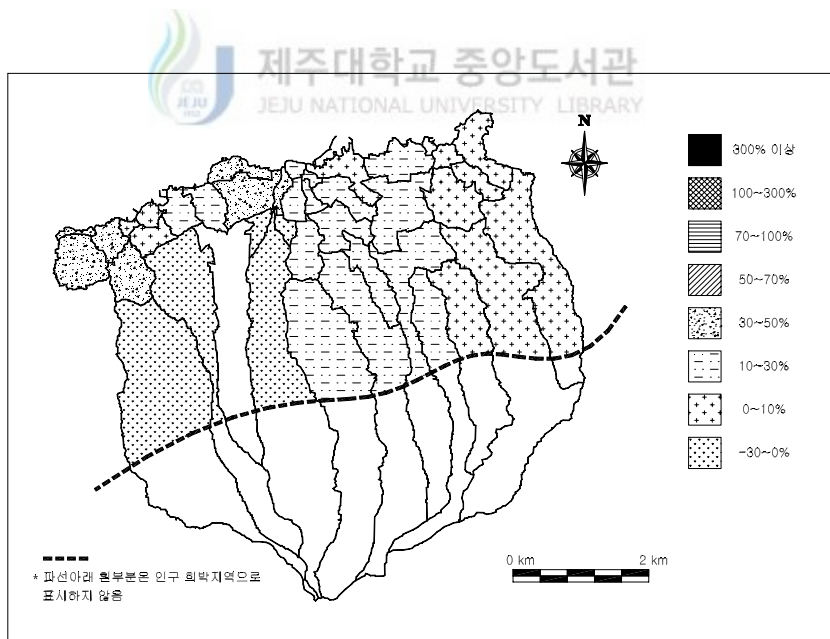 제주대학교 중앙도서관
JEJU NATIONAL UNIVERSITY LIBRARY
JEJU
1952
N
300% 이상
100~300%
70~100%
50~70%
30~50%
10~30%
0~10%
-30~0%
0 km 2 km
* 파선아래 흰부분은 인구 희박지역으로
표시하지 않음